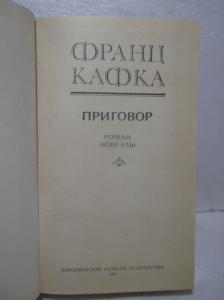 ФРАНЦ
КАФКА
ПРИГОВОР
РОМАН
НОВЕЛЛЫ
НОВОСИБИРСКОЕ КНИЖНОЕ ИЗДАТЕЛЬСТВО